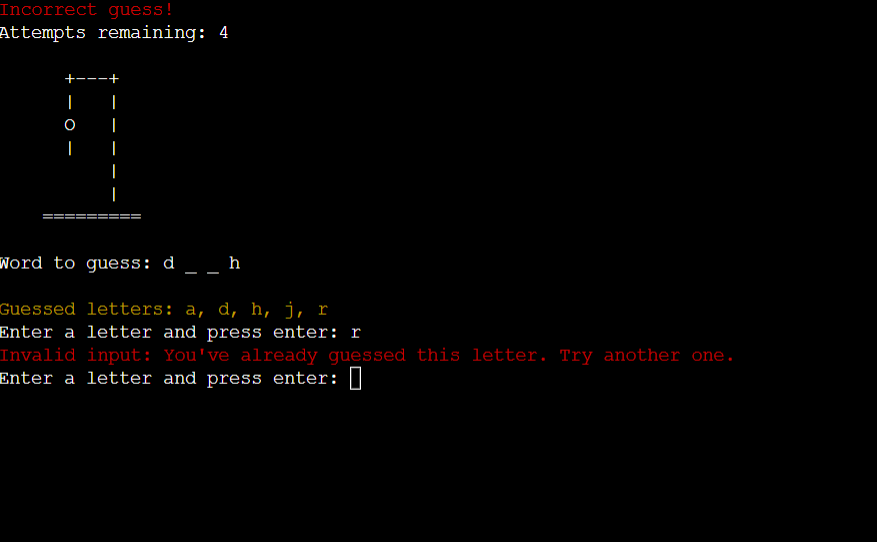 Incorrect guess!
Attempts remaining: 4
+---+
|   |
O   |
|   |
    |
    |
=========
Word to guess: d _ _ h
Guessed letters: a, d, h, j, r
Enter a letter and press enter: r
Invalid input: You've already guessed this letter. Try another one.
Enter a letter and press enter: